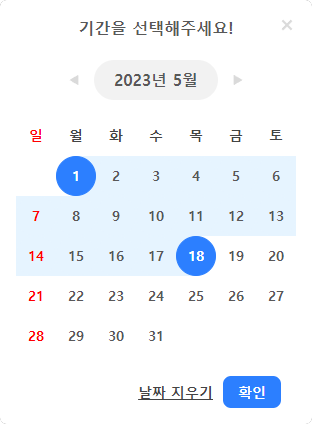 기간을 선택해주세요! ×
◀ 2023년 5월 ▶
일 월 화 수 목 금 토
1 2 3 4 5 6
7 8 9 10 11 12 13
14 15 16 17 18 19 20
21 22 23 24 25 26 27
28 29 30 31
날짜 지우기 확인